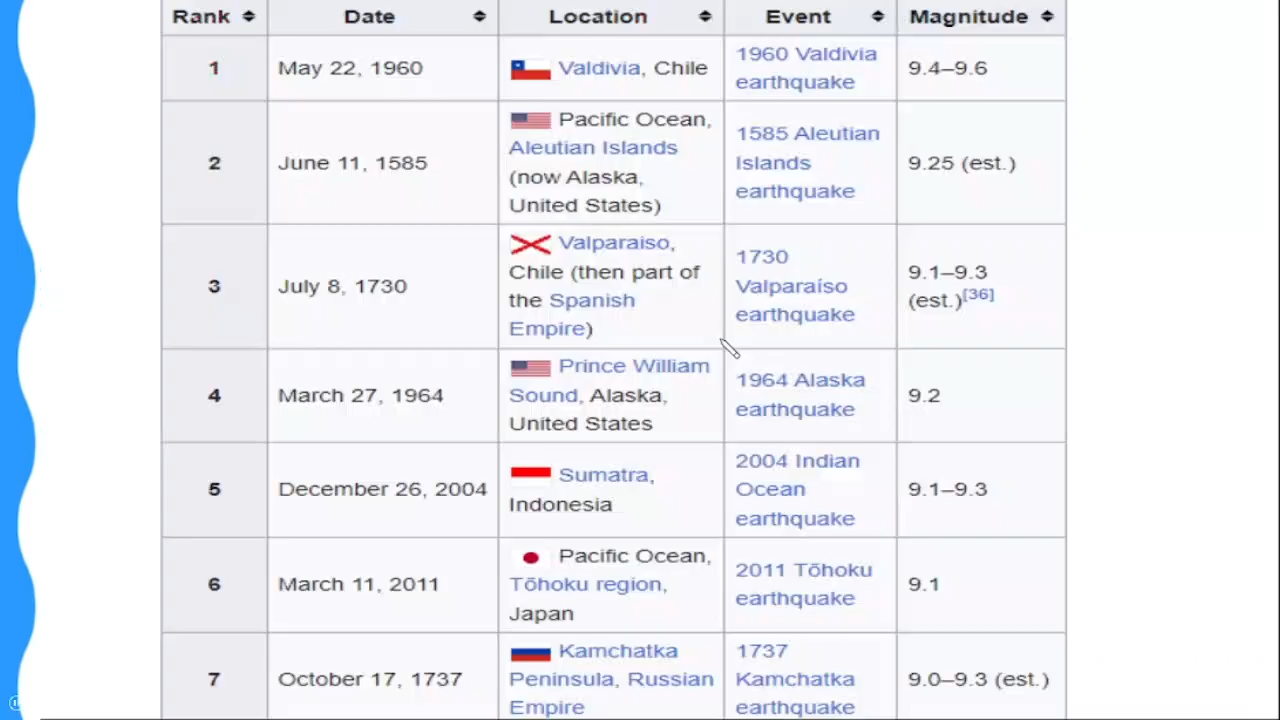 Rank Date Location Event Magnitude
1 May 22, 1960 Valdivia, Chile 1960 Valdivia
earthquake 9.4–9.6
2 June 11, 1585 Pacific Ocean,
Aleutian Islands
(now Alaska,
United States) 1585 Aleutian
Islands
earthquake 9.25 (est.)
3 July 8, 1730 Valparaiso,
Chile (then part of
the Spanish
Empire) 1730
Valparaíso
earthquake 9.1–9.3
(est.)[36]
4 March 27, 1964 Prince William
Sound, Alaska,
United States 1964 Alaska
earthquake 9.2
5 December 26, 2004 Sumatra,
Indonesia 2004 Indian
Ocean
earthquake 9.1–9.3
6 March 11, 2011 Pacific Ocean,
Tōhoku region,
Japan 2011 Tōhoku
earthquake 9.1
7 October 17, 1737 Kamchatka
Peninsula, Russian
Empire 1737
Kamchatka
earthquake 9.0–9.3 (est.)